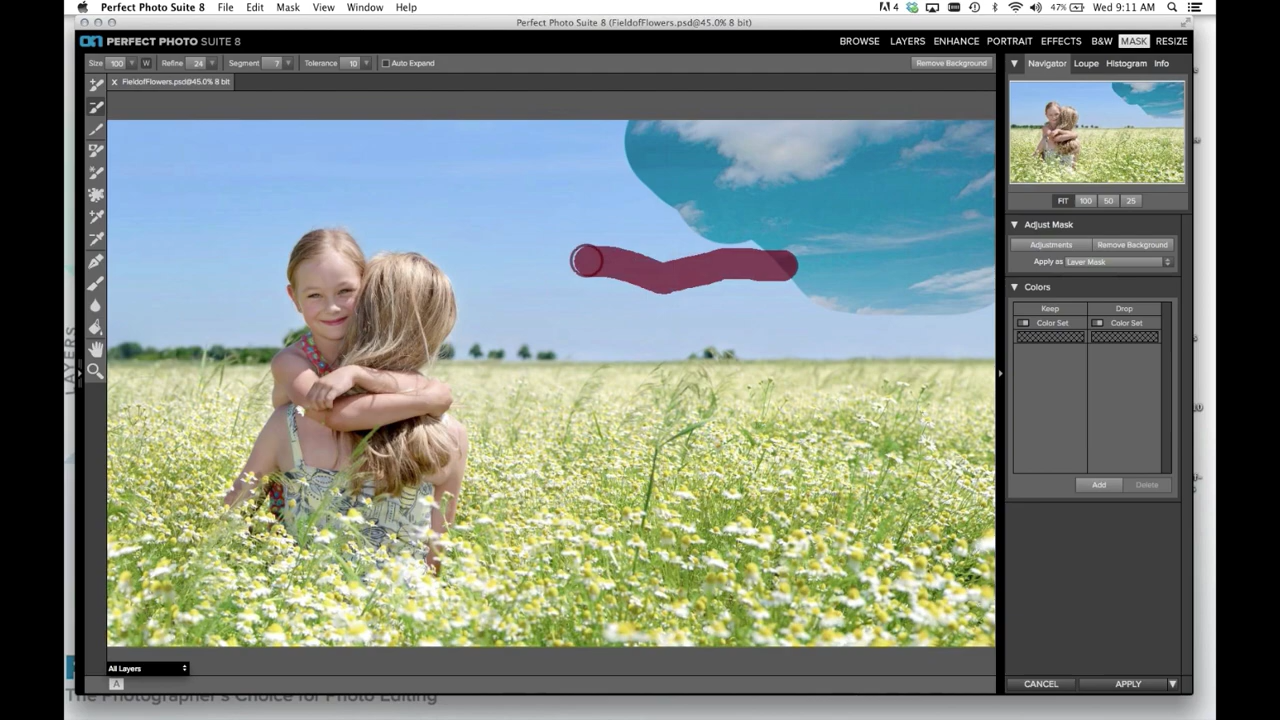 Perfect Photo Suite 8 File Edit Mask View Window Help 4 47% Wed 9:11 AM
Perfect Photo Suite 8 (FieldofFlowers.psd@45.0% 8 bit)
PERFECT PHOTO SUITE 8 BROWSE LAYERS ENHANCE PORTRAIT EFFECTS B&W MASK RESIZE
Size 100 W Refine 24 Segment 7 Tolerance 10 Auto Expand Remove Background
Navigator Loupe Histogram Info
X FieldofFlowers.psd@45.0% 8 bit
FIT 100 50 25
Adjust Mask
Adjustments Remove Background
Apply as Layer Mask
Colors
Keep Drop
Color Set Color Set
Add Delete
LAYERS
All Layers
A
CANCEL APPLY
The Photographer's Choice for Photo Editing